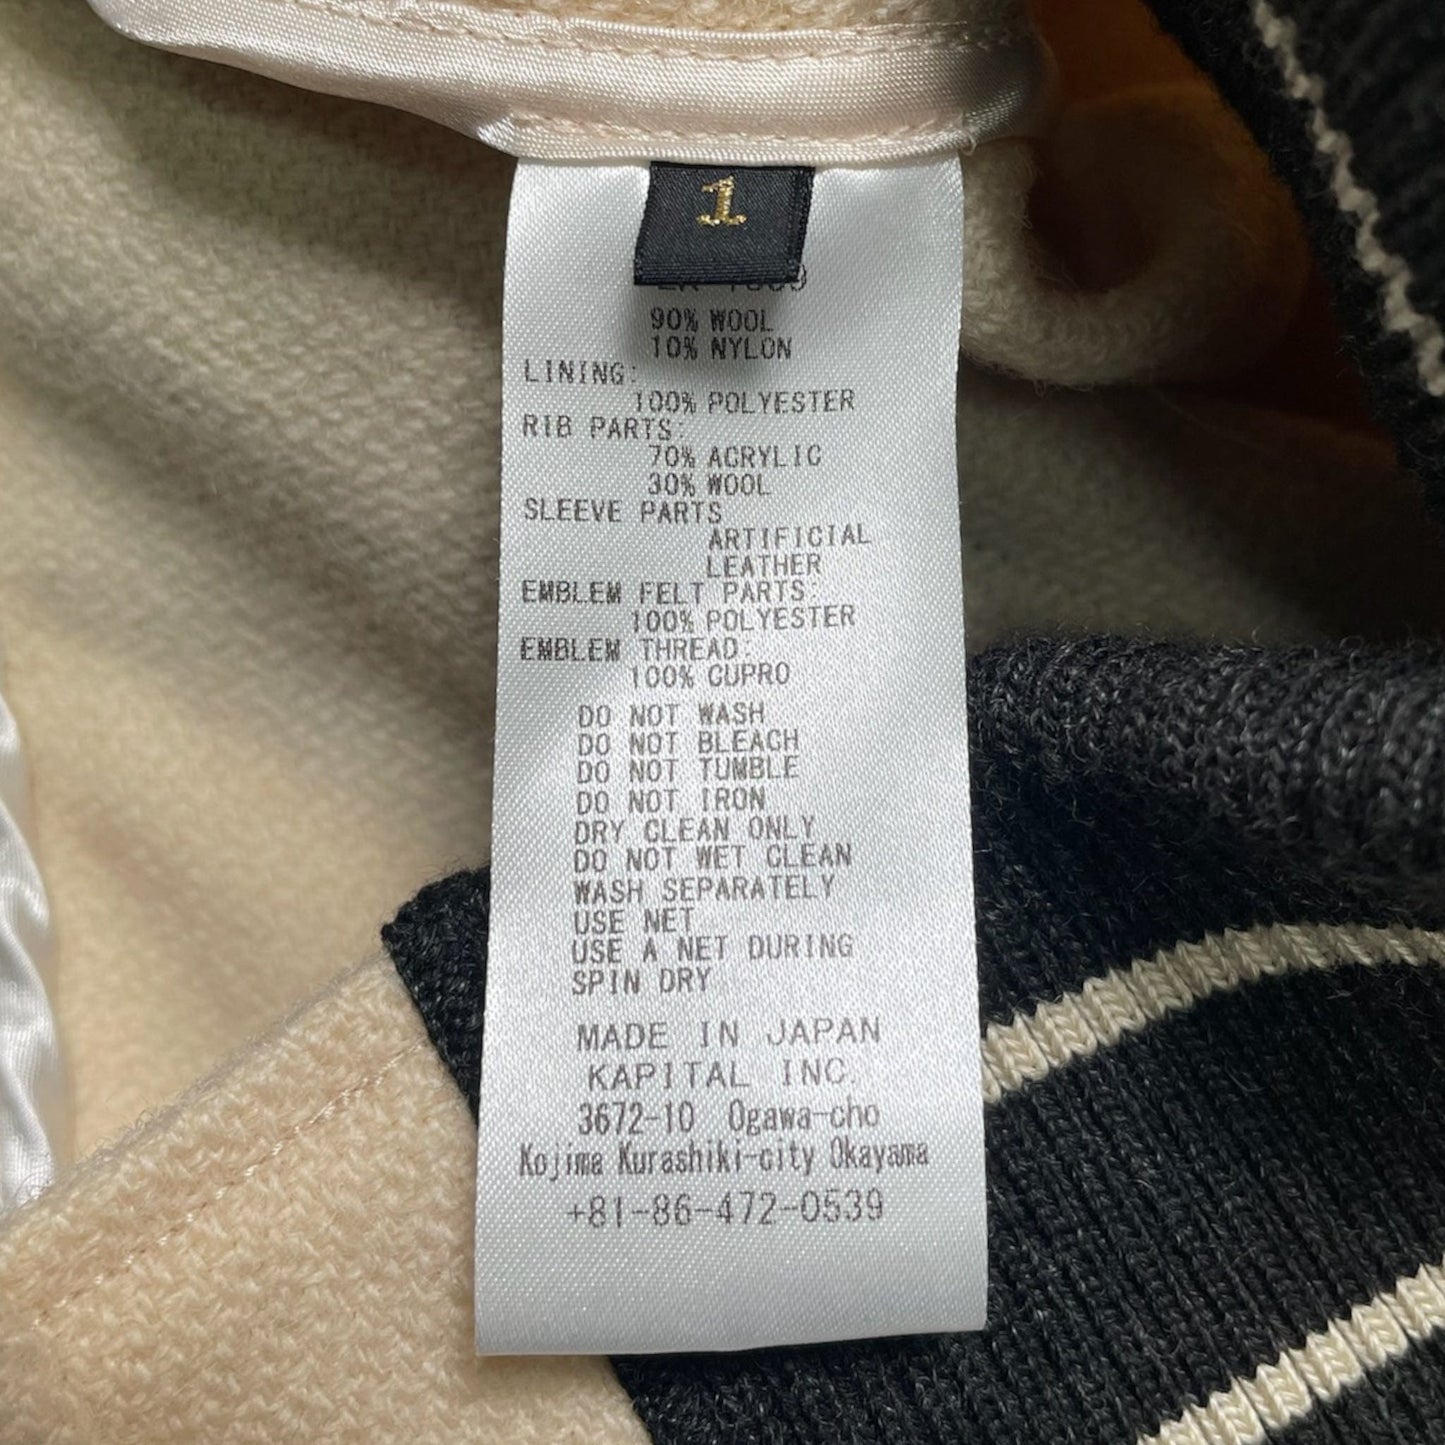 1
90% WOOL
10% NYLON
LINING:
100% POLYESTER
RIB PARTS:
70% ACRYLIC
30% WOOL
SLEEVE PARTS
ARTIFICIAL
LEATHER
EMBLEM FELT PARTS:
100% POLYESTER
EMBLEM THREAD:
100% CUPRO
DO NOT WASH
DO NOT BLEACH
DO NOT TUMBLE
DO NOT IRON
DRY CLEAN ONLY
DO NOT WET CLEAN
WASH SEPARATELY
USE NET
USE A NET DURING
SPIN DRY
MADE IN JAPAN
KAPITAL INC.
3672-10 Ogawa-cho
Kojima Kurashiki-city Okayama
+81-86-472-0539